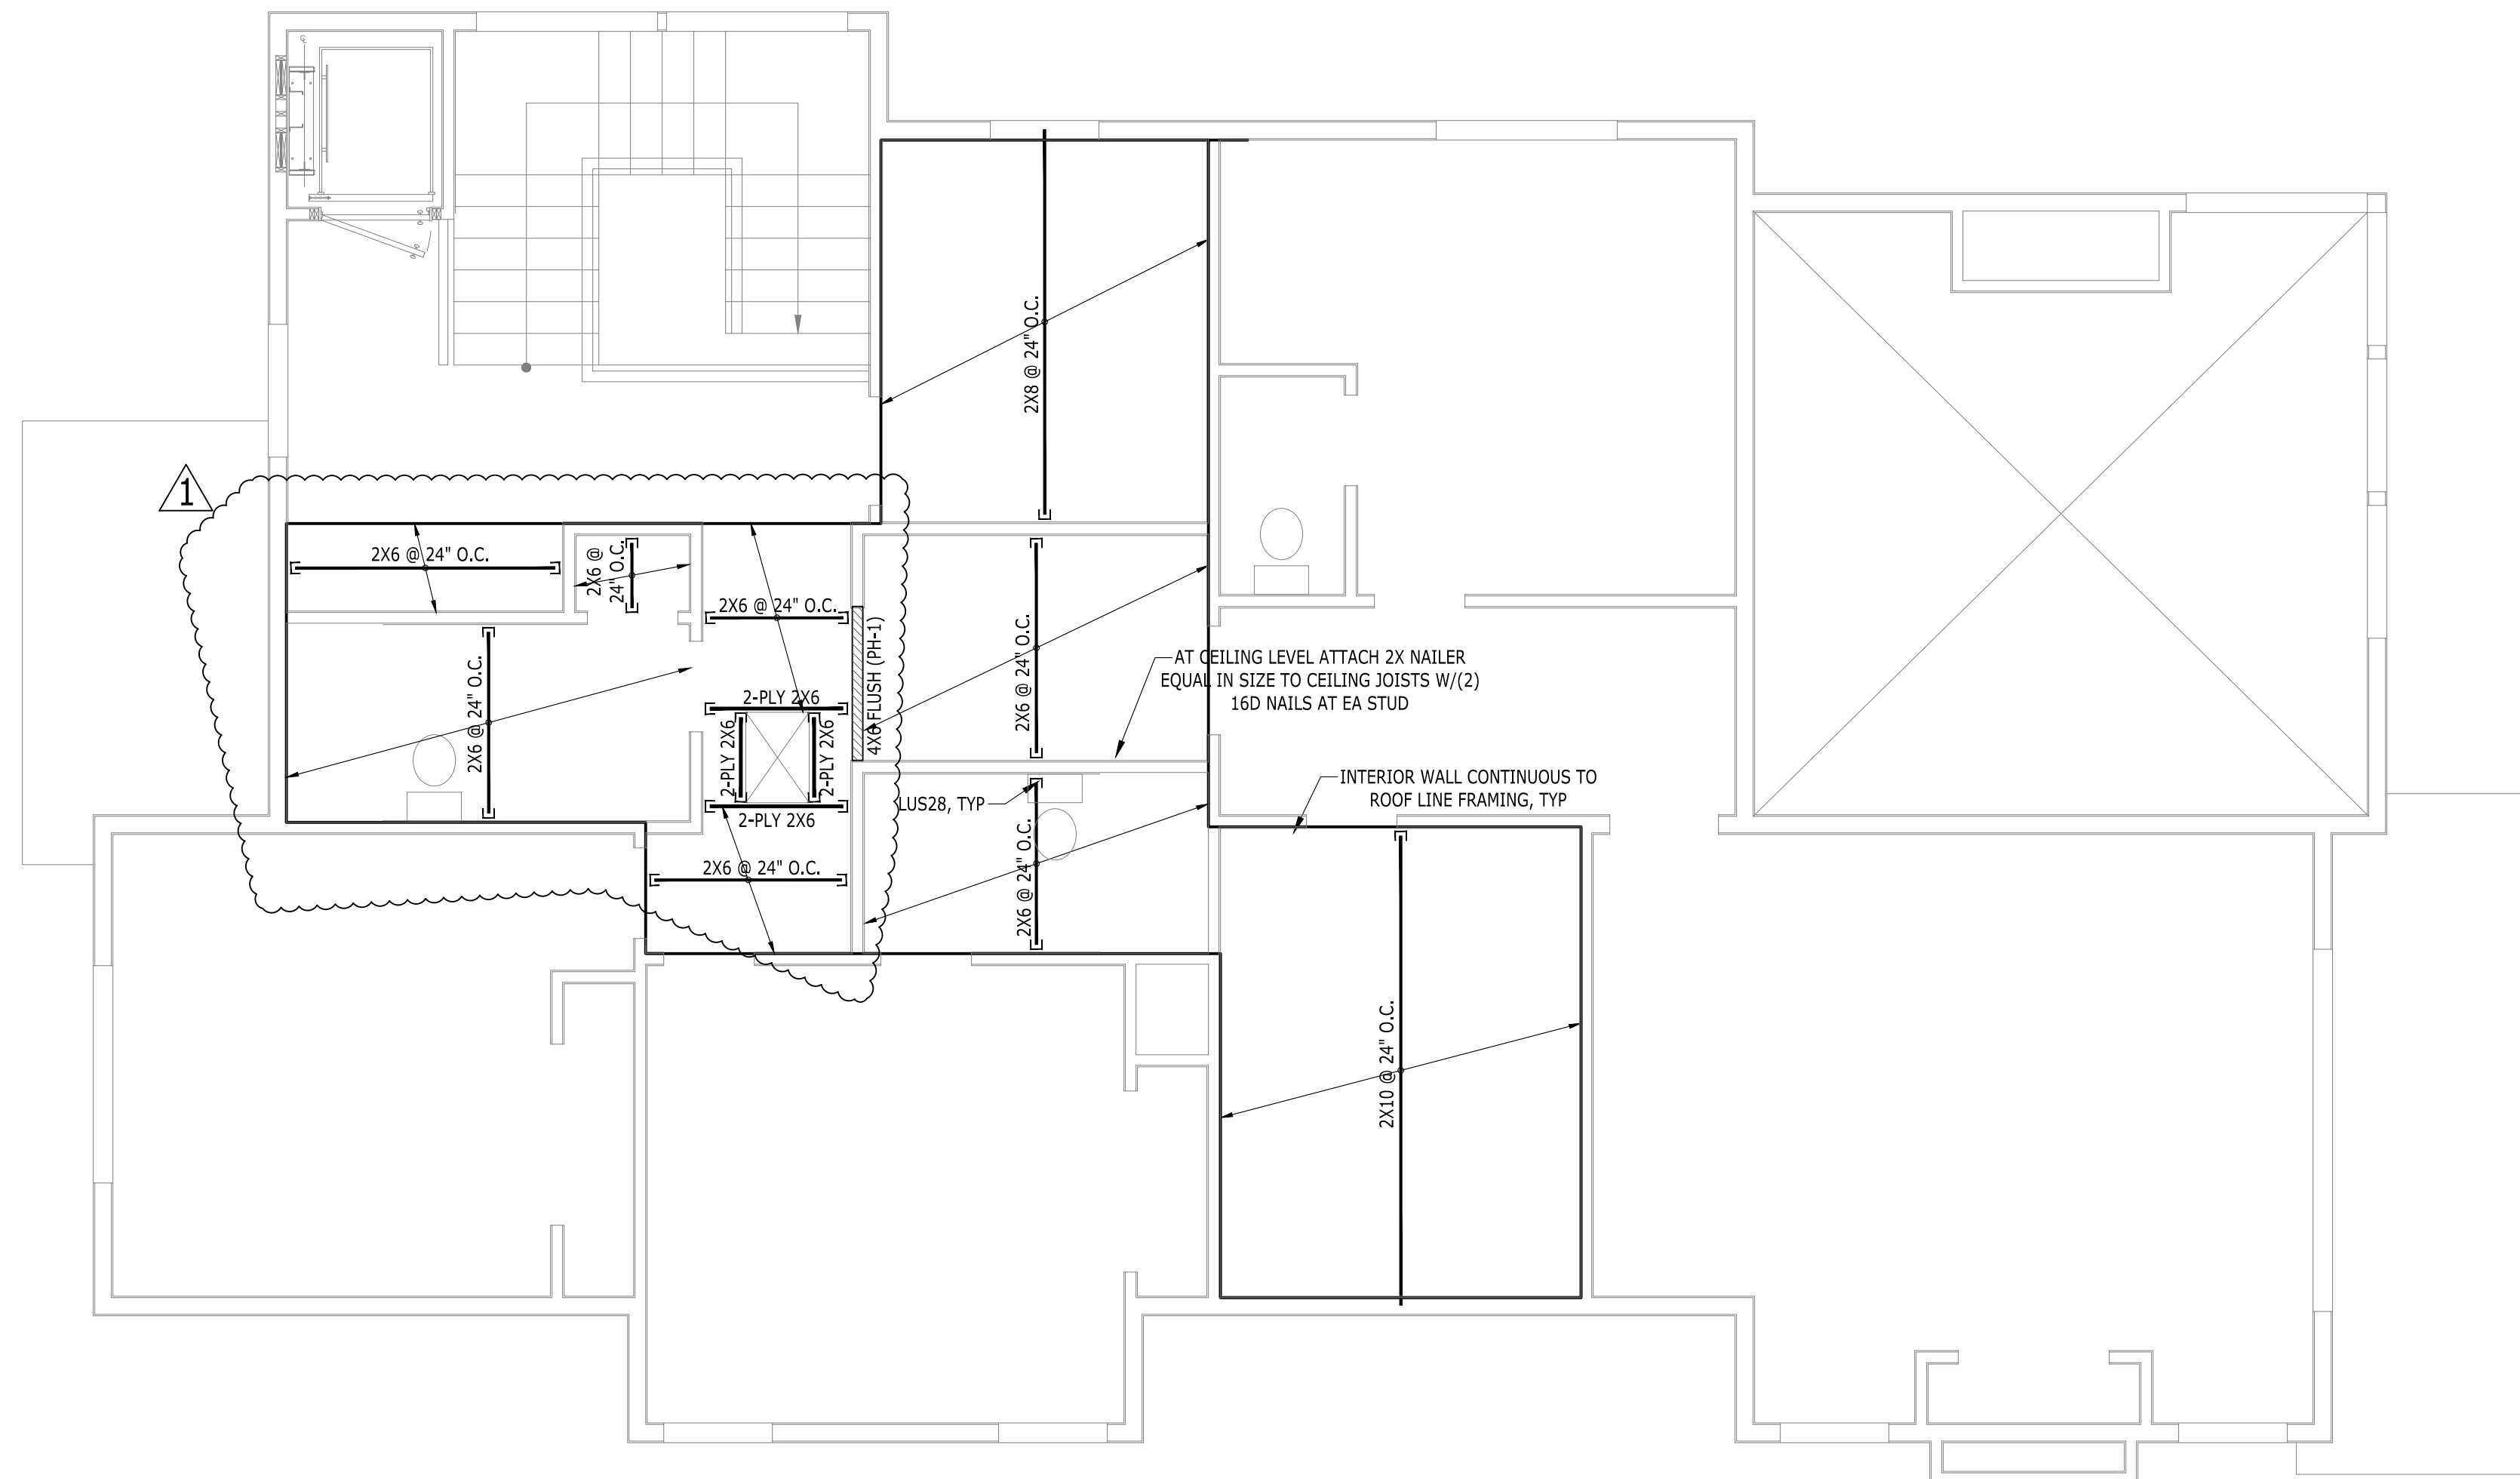 2X8 @ 24" O.C.
1
2X6 @ 24" O.C.
2X6 @
24" O.C.
2X6 @ 24" O.C.
2X6 @ 24" O.C.
4X6 FLUSH (PH-1)
2X6 @ 24" O.C.
AT CEILING LEVEL ATTACH 2X NAILER
EQUAL IN SIZE TO CEILING JOISTS W/(2)
16D NAILS AT EA STUD
2-PLY 2X6
2-PLY 2X6
2-PLY 2X6
2-PLY 2X6
LUS28, TYP
INTERIOR WALL CONTINUOUS TO
ROOF LINE FRAMING, TYP
2X6 @ 24" O.C.
2X6 @ 24" O.C.
2X10 @ 24" O.C.